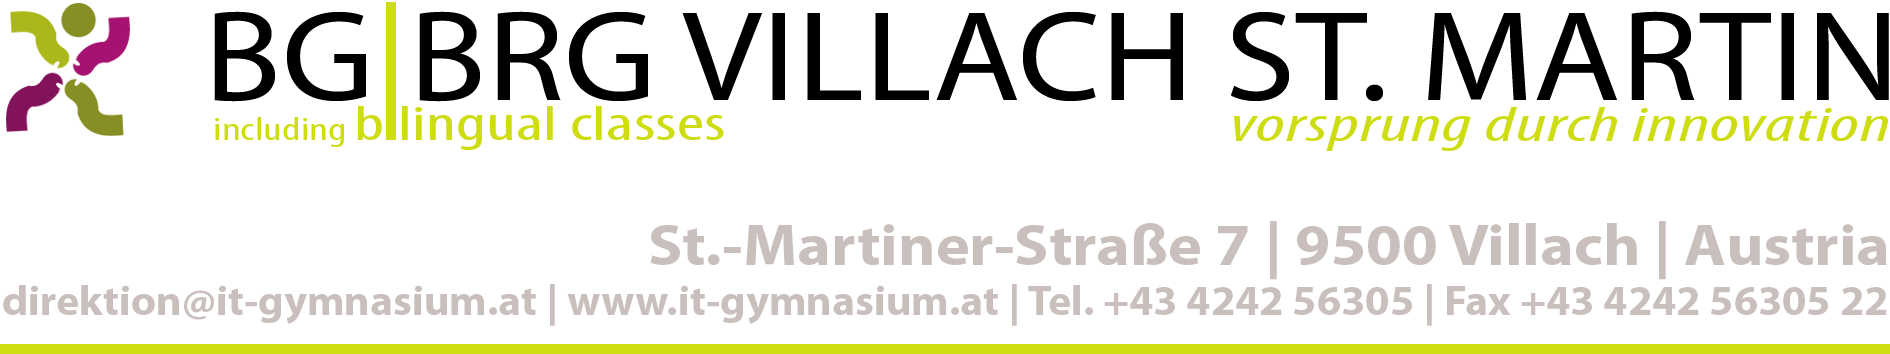 BG|BRG VILLACH ST. MARTIN
including bilingual classes
vorsprung durch innovation
St.-Martiner-Straße 7 | 9500 Villach | Austria
direktion@it-gymnasium.at | www.it-gymnasium.at | Tel. +43 4242 56305 | Fax +43 4242 56305 22